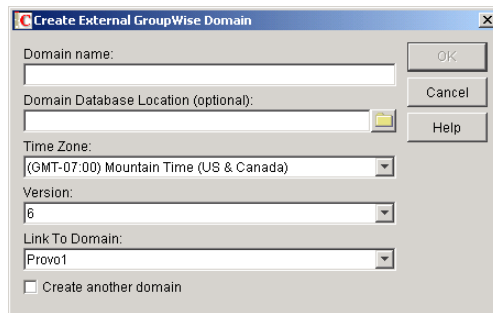 Create External GroupWise Domain
Domain name:
OK
Domain Database Location (optional):
Cancel
Help
Time Zone:
(GMT-07:00) Mountain Time (US & Canada)
Version:
6
Link To Domain:
Provo1
Create another domain